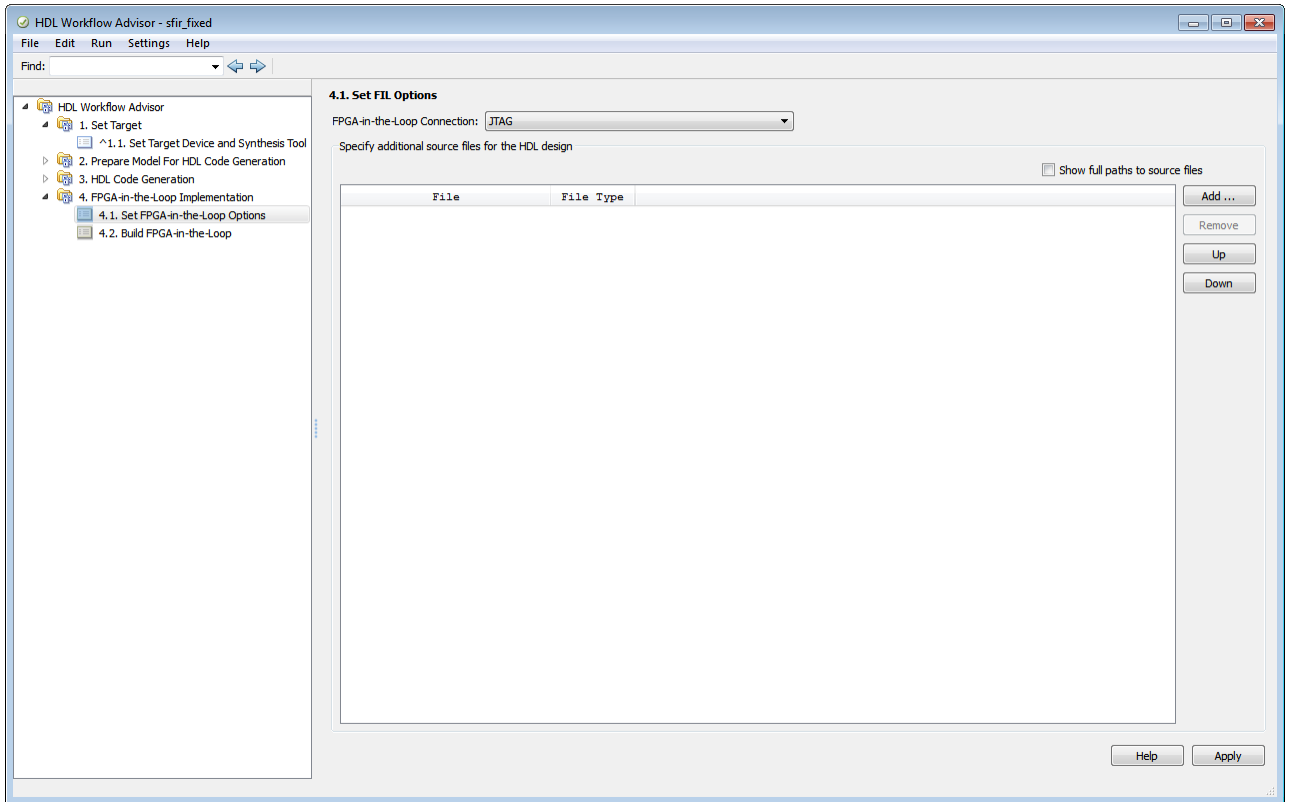 HDL Workflow Advisor - sfir_fixed
File Edit Run Settings Help
Find:
HDL Workflow Advisor
1. Set Target
^1.1. Set Target Device and Synthesis Tool
2. Prepare Model For HDL Code Generation
3. HDL Code Generation
4. FPGA-in-the-Loop Implementation
4.1. Set FPGA-in-the-Loop Options
4.2. Build FPGA-in-the-Loop
4.1. Set FIL Options
FPGA-in-the-Loop Connection: JTAG
Specify additional source files for the HDL design
Show full paths to source files
File File Type
Add ...
Remove
Up
Down
Help Apply